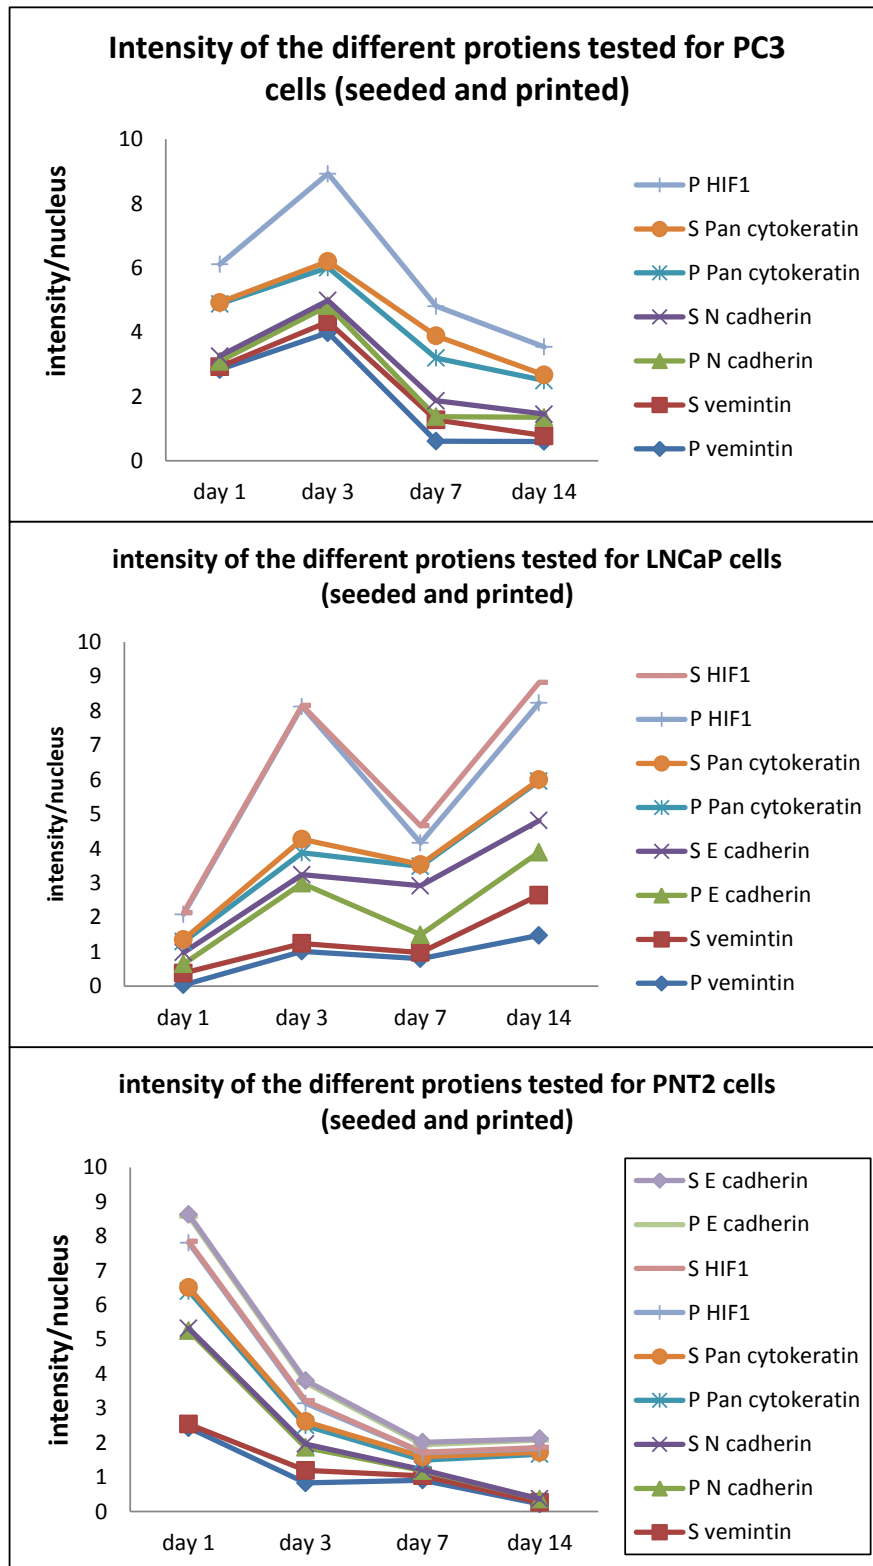 Intensity of the different protiens tested for PC3
cells (seeded and printed)
intensity/nucleus
10
8
6
4
2
0
day 1
day 3
day 7
day 14
P HIF1
S Pan cytokeratin
P Pan cytokeratin
S N cadherin
P N cadherin
S vemintin
P vemintin
intensity of the different protiens tested for LNCaP cells
(seeded and printed)
intensity/nucleus
10
9
8
7
6
5
4
3
2
1
0
day 1
day 3
day 7
day 14
S HIF1
P HIF1
S Pan cytokeratin
P Pan cytokeratin
S E cadherin
P E cadherin
S vemintin
P vemintin
intensity of the different protiens tested for PNT2 cells
(seeded and printed)
intensity/nucleus
10
9
8
7
6
5
4
3
2
1
0
day 1
day 3
day 7
day 14
S E cadherin
P E cadherin
S HIF1
P HIF1
S Pan cytokeratin
P Pan cytokeratin
S N cadherin
P N cadherin
S vemintin